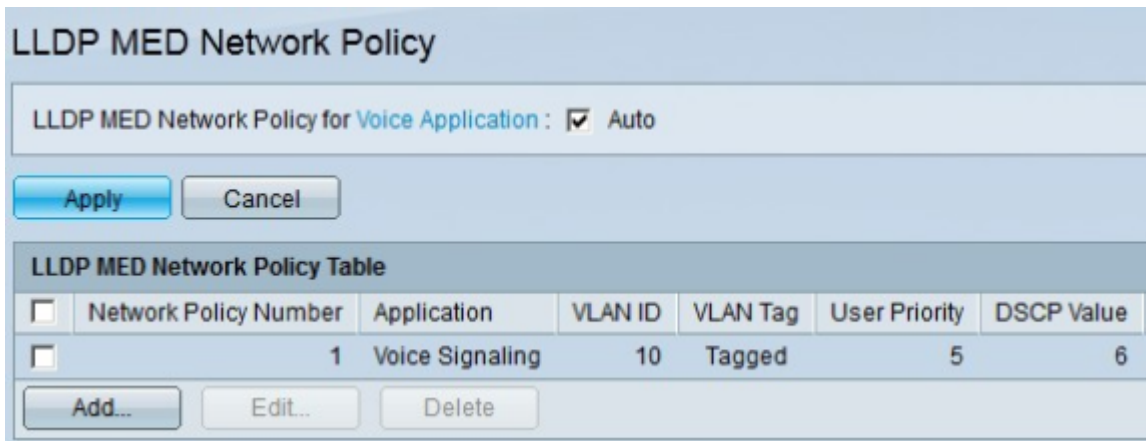 LLDP MED Network Policy
LLDP MED Network Policy for Voice Application : Auto
Apply Cancel
LLDP MED Network Policy Table
Network Policy Number Application VLAN ID VLAN Tag User Priority DSCP Value
1 Voice Signaling 10 Tagged 5 6
Add... Edit... Delete